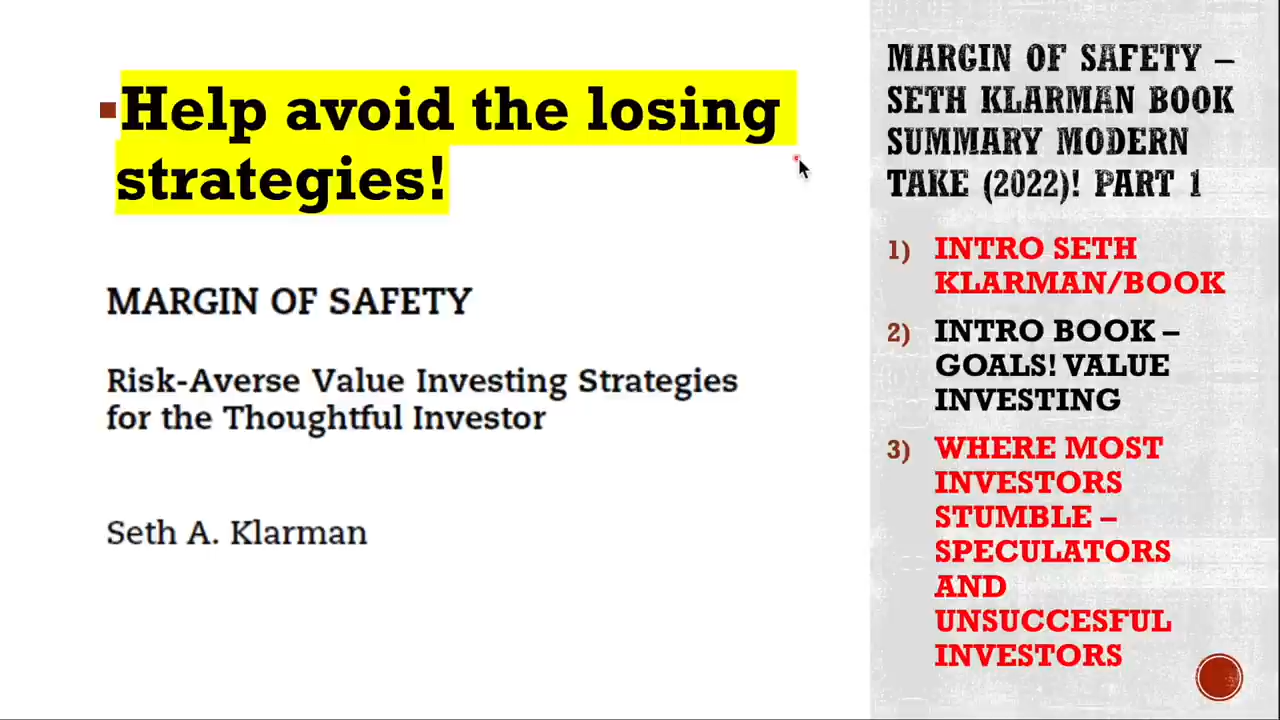 Help avoid the losing
strategies!
MARGIN OF SAFETY
Risk-Averse Value Investing Strategies
for the Thoughtful Investor
Seth A. Klarman
MARGIN OF SAFETY –
SETH KLARMAN BOOK
SUMMARY MODERN
TAKE (2022)! PART 1
1) INTRO SETH
KLARMAN/BOOK
2) INTRO BOOK –
GOALS! VALUE
INVESTING
3) WHERE MOST
INVESTORS
STUMBLE –
SPECULATORS
AND
UNSUCCESFUL
INVESTORS